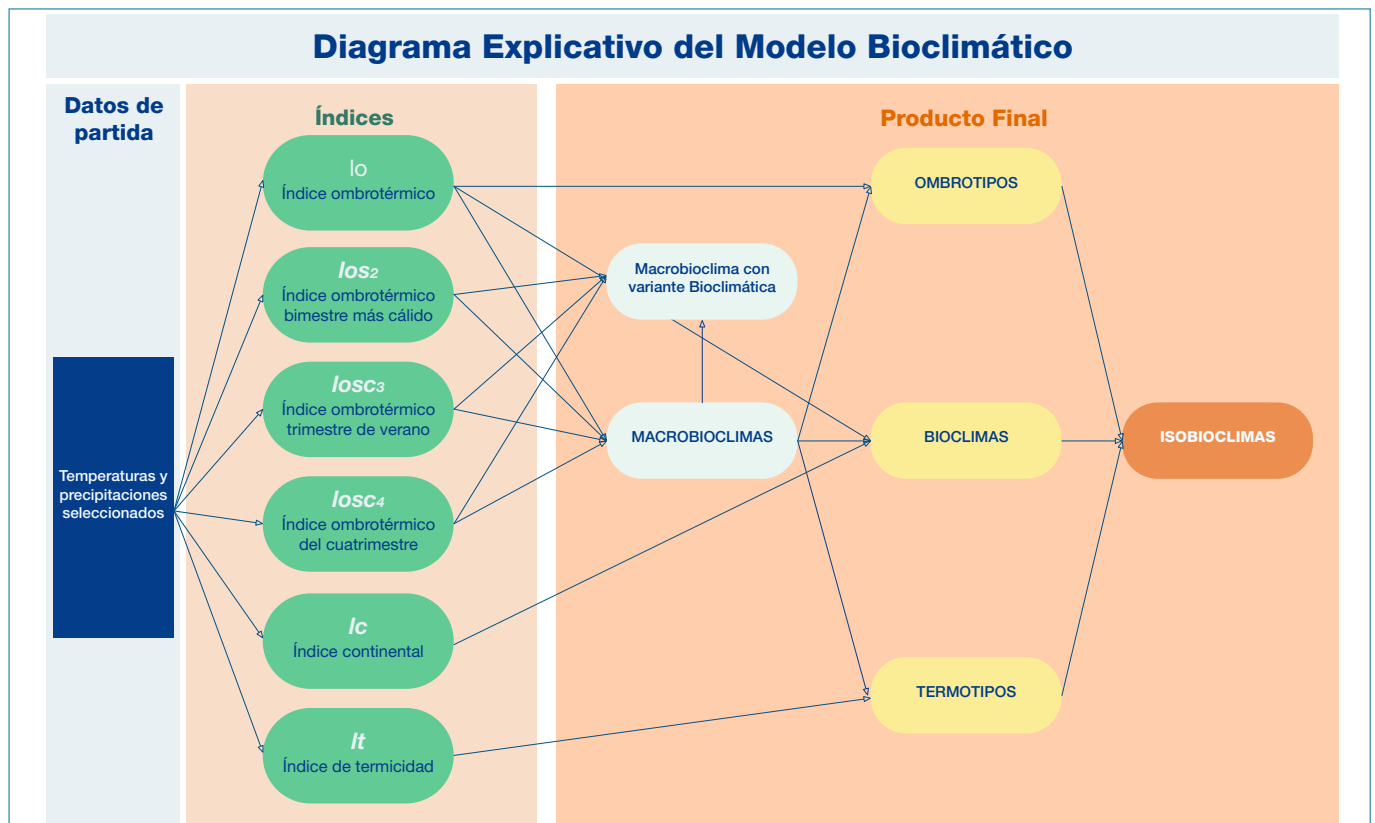 Diagrama Explicativo del Modelo Bioclimático
Datos de
partida
Temperaturas y
precipitaciones
seleccionados
Índices
Io
Índice ombrotérmico
Ios2
Índice ombrotérmico
bimestre más cálido
Iosc3
Índice ombrotérmico
trimestre de verano
Iosc4
Índice ombrotérmico
del cuatrimestre
Ic
Índice continental
It
Índice de termicidad
Producto Final
Macrobioclima con
variante Bioclimática
MACROBIOCLIMAS
OMBROTIPOS
BIOCLIMAS
TERMOTIPOS
ISOBIOCLIMAS